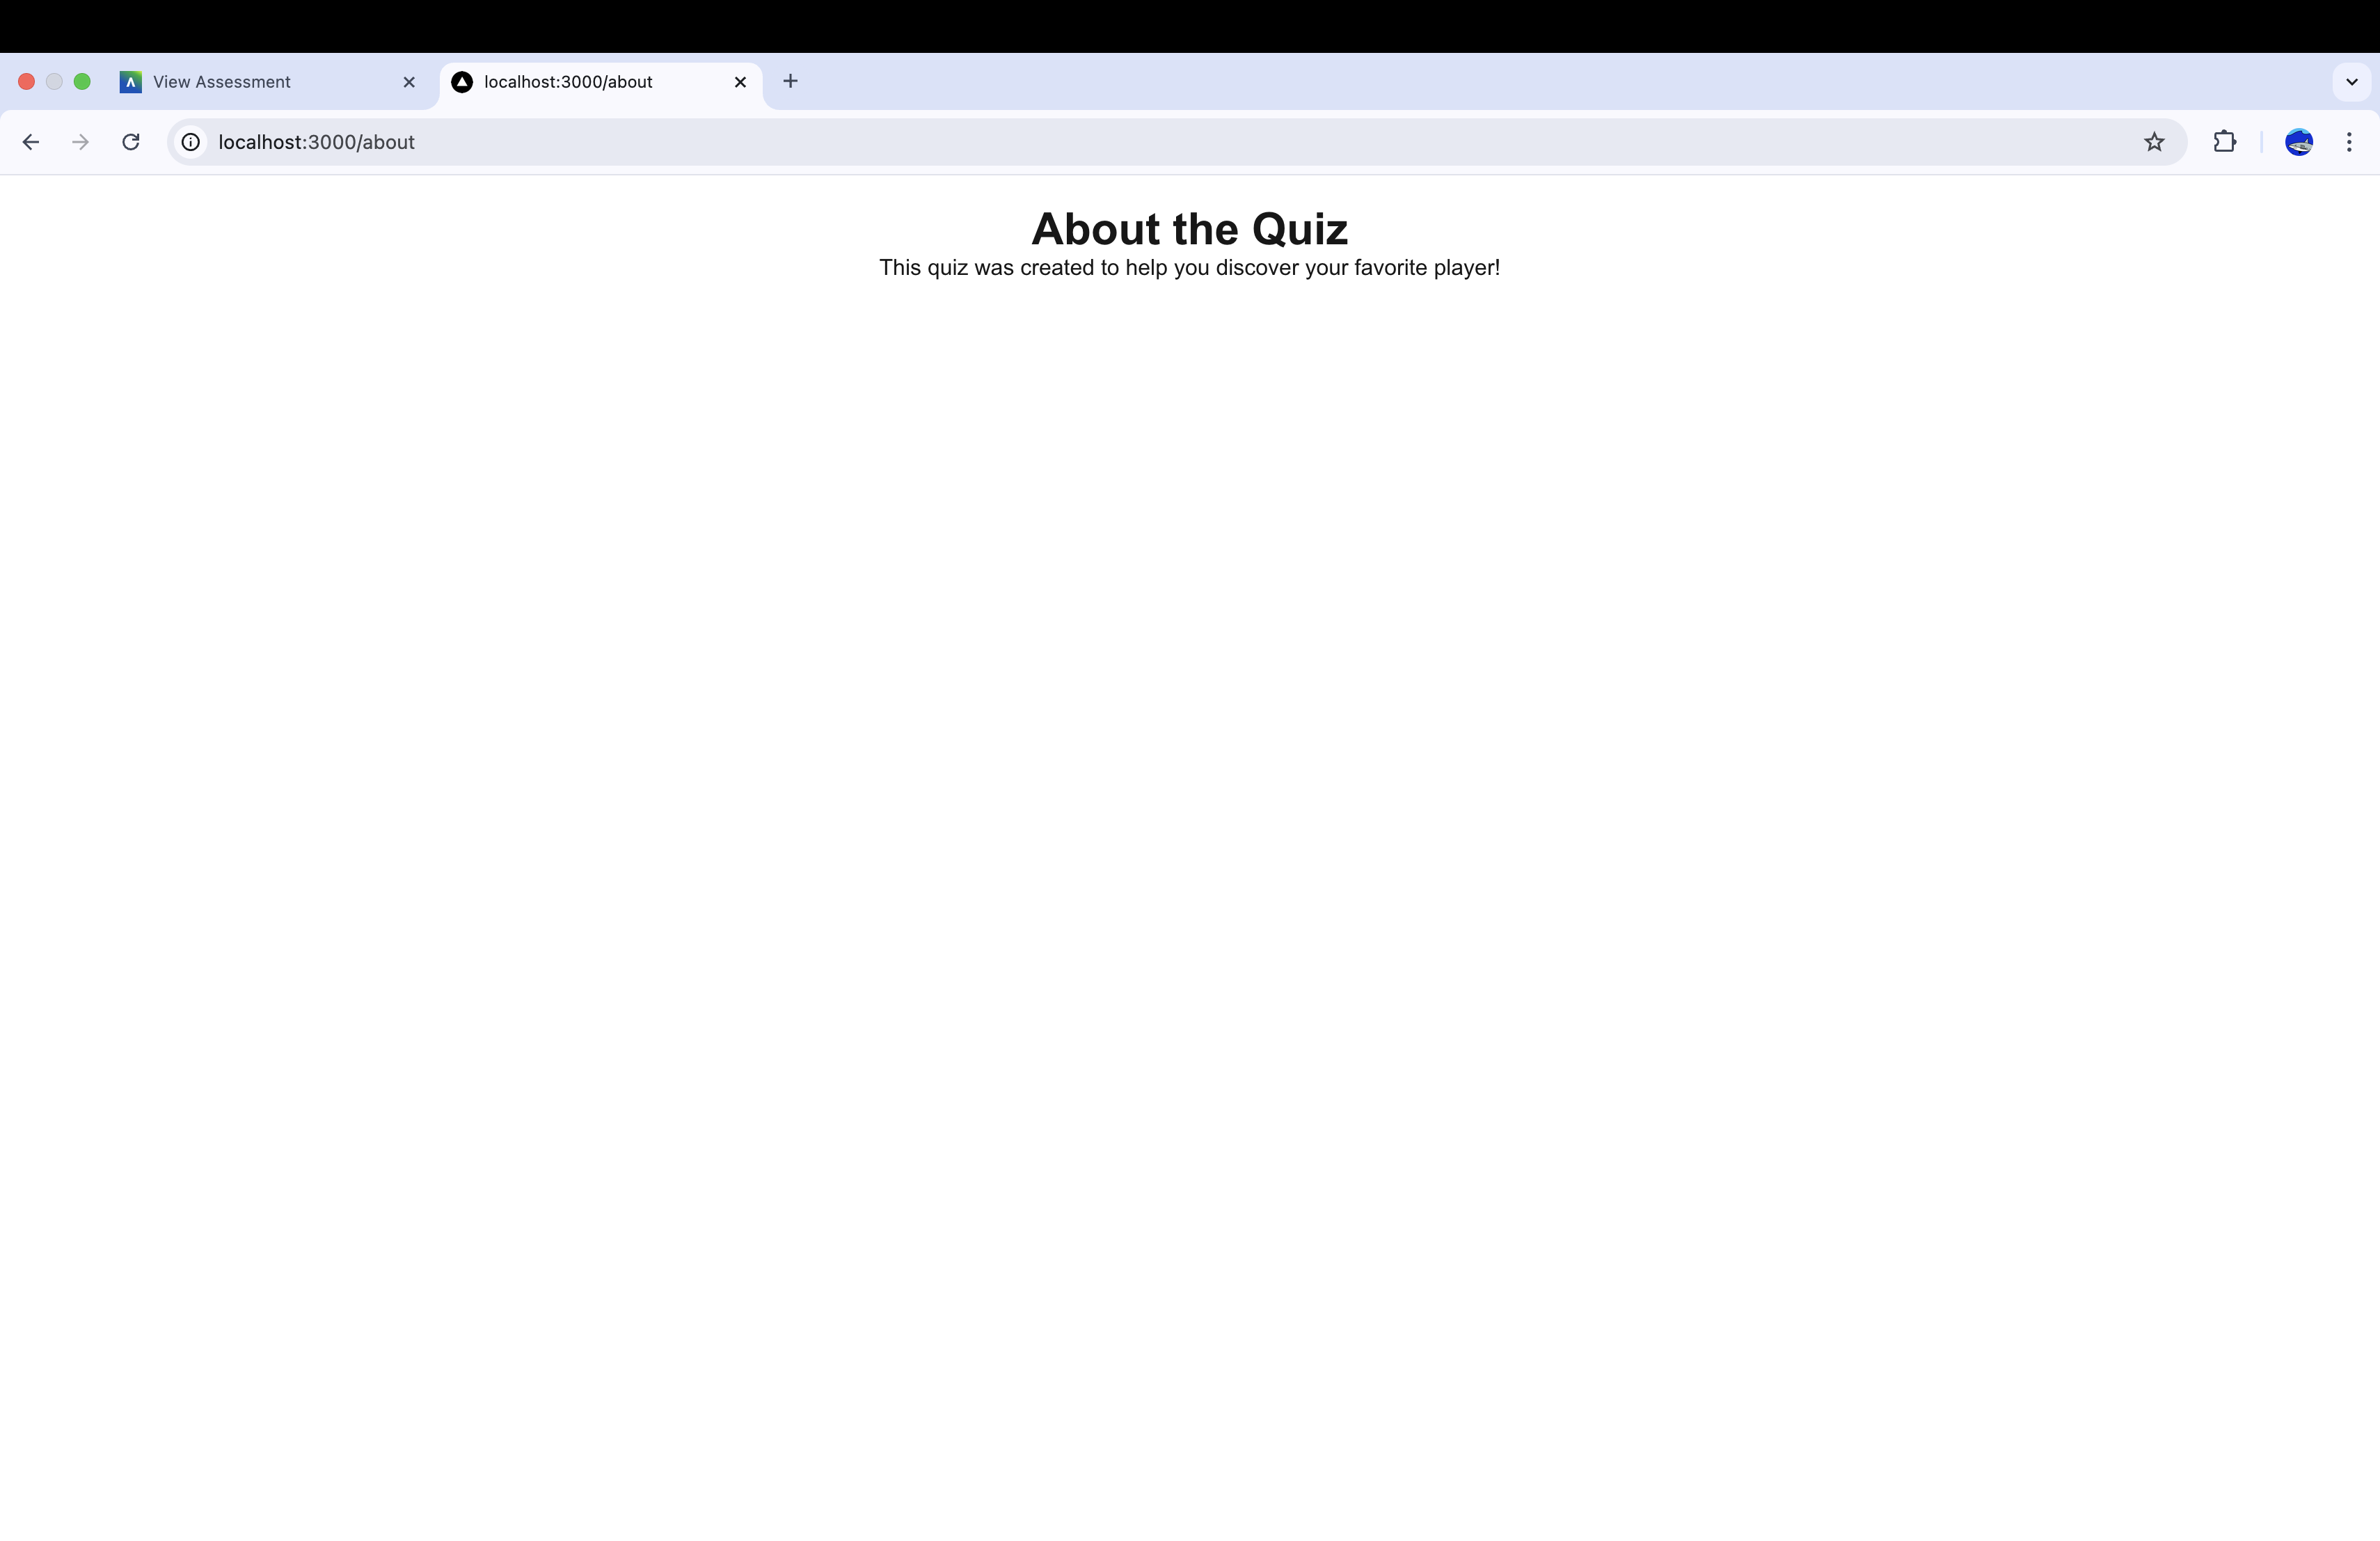 View Assessment
localhost:3000/about
localhost:3000/about
About the Quiz
This quiz was created to help you discover your favorite player!